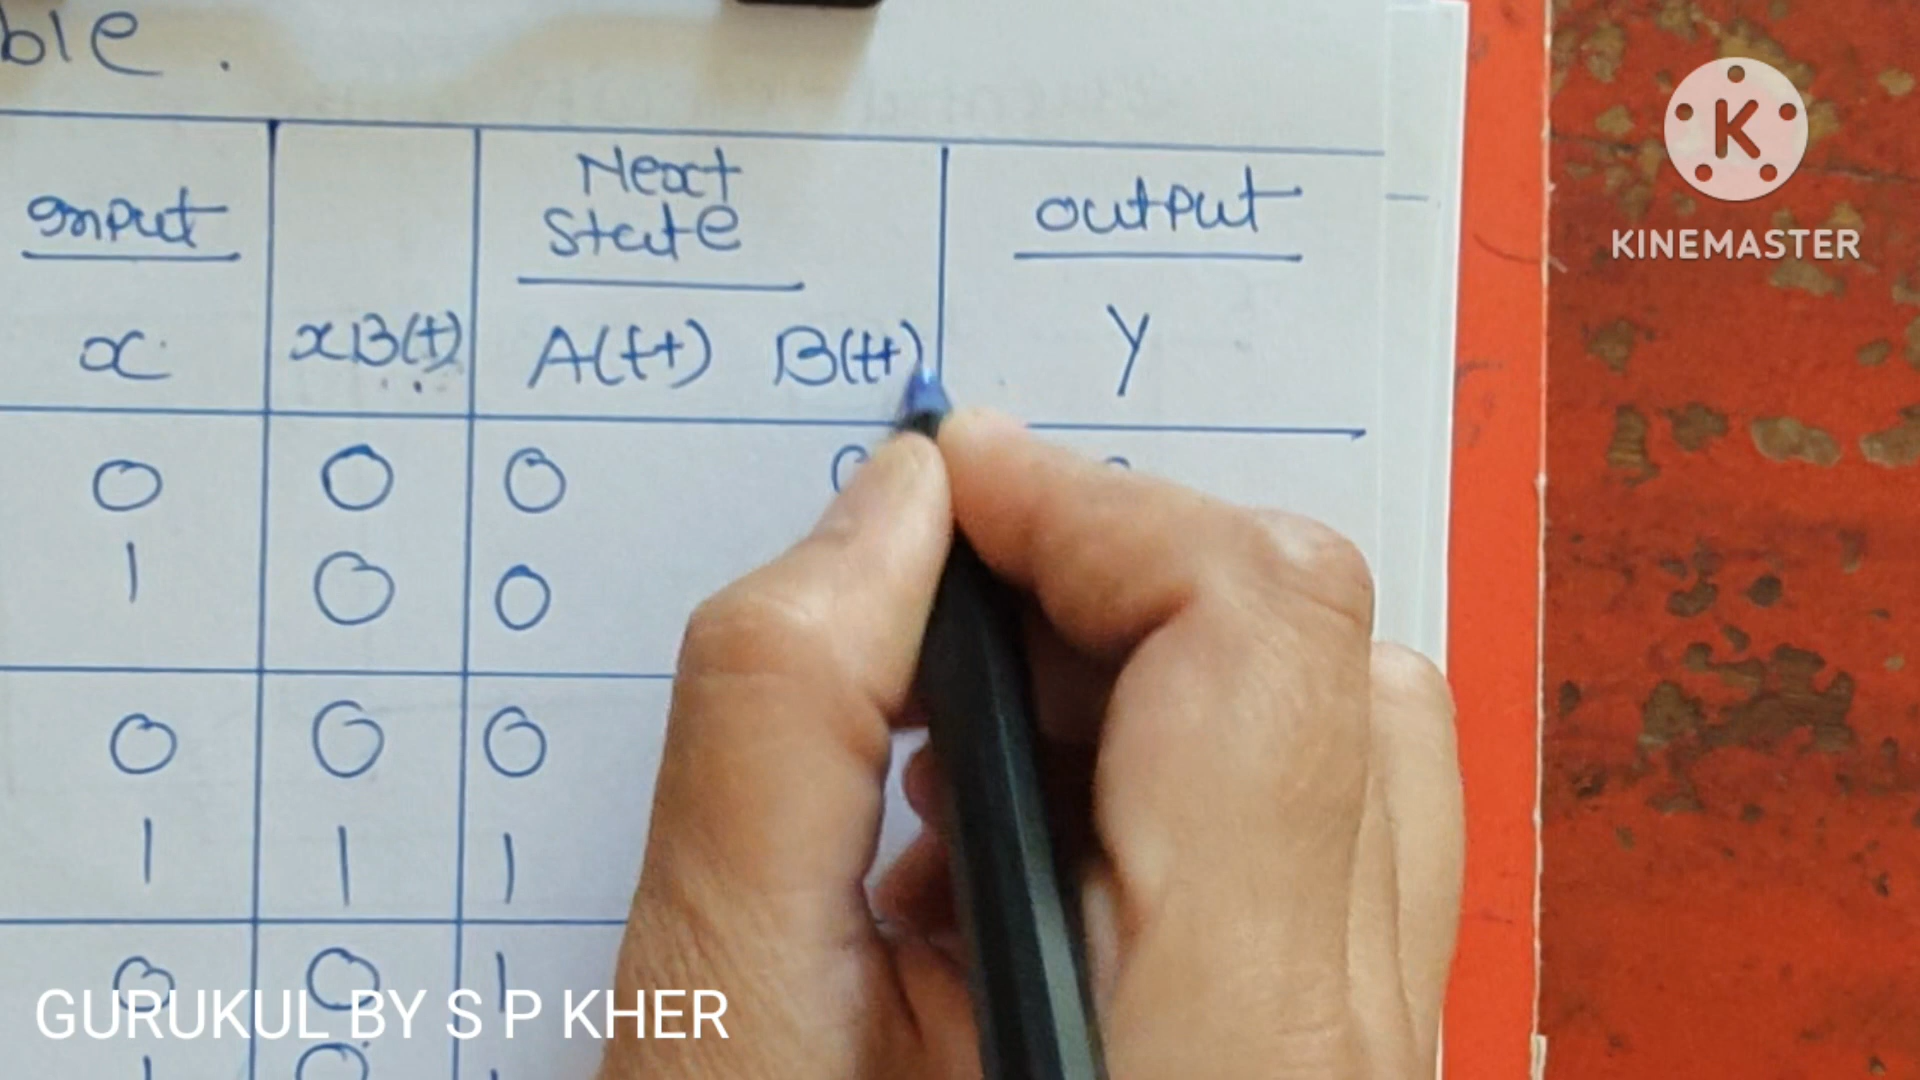 ble.
Input Next State output
x xB(t) A(t+) B(t+) Y
0 0 0
1 0 0
0 0 0
1 1 1
0 0 1
KINEMASTER
GURUKUL BY S P KHER